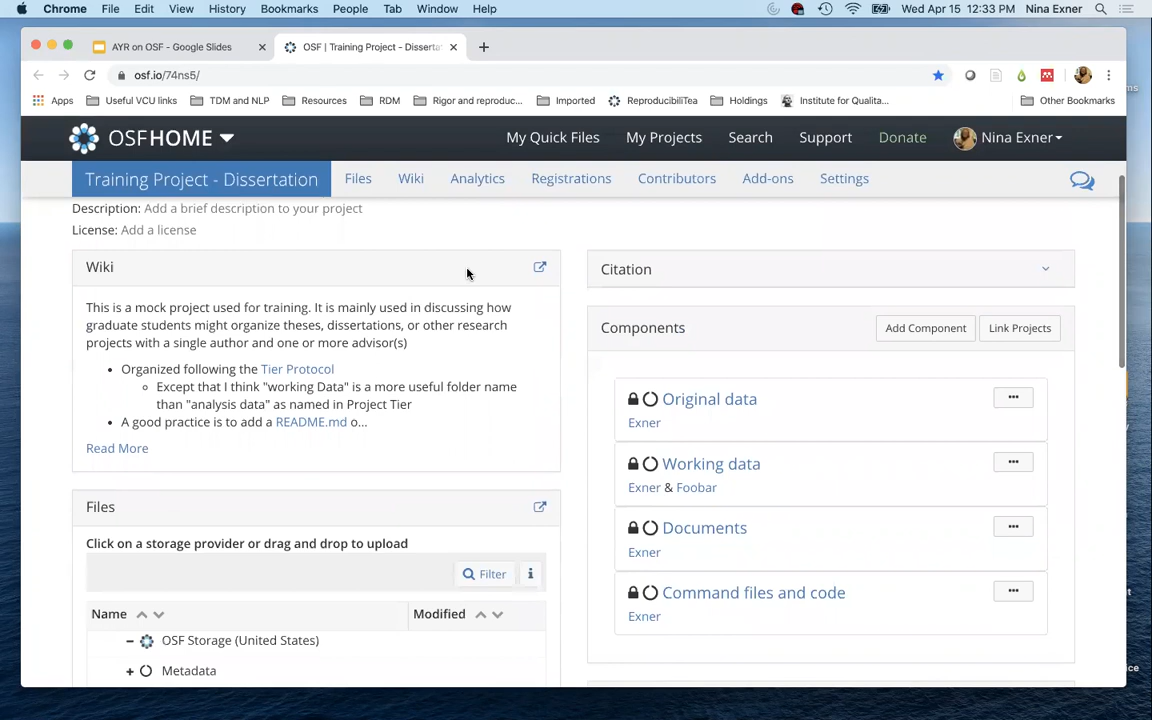 Chrome File Edit View History Bookmarks People Tab Window Help Wed Apr 15 12:33 PM Nina Exner
AYR on OSF - Google Slides OSF | Training Project - Disserta
osf.io/74ns5/
Apps Useful VCU links TDM and NLP Resources RDM Rigor and reproduc... Imported ReproducibiliTea Holdings Institute for Qualita... Other Bookmarks
OSFHOME My Quick Files My Projects Search Support Donate Nina Exner
Training Project - Dissertation Files Wiki Analytics Registrations Contributors Add-ons Settings
Description: Add a brief description to your project
License: Add a license
Wiki
This is a mock project used for training. It is mainly used in discussing how
graduate students might organize theses, dissertations, or other research
projects with a single author and one or more advisor(s)
• Organized following the Tier Protocol
Except that I think "working Data" is a more useful folder name
than "analysis data" as named in Project Tier
• A good practice is to add a README.md o...
Read More
Files
Click on a storage provider or drag and drop to upload
Filter
Name Modified
OSF Storage (United States)
Metadata
Citation
Components Add Component Link Projects
Original data
Exner
Working data
Exner & Foobar
Documents
Exner
Command files and code
Exner